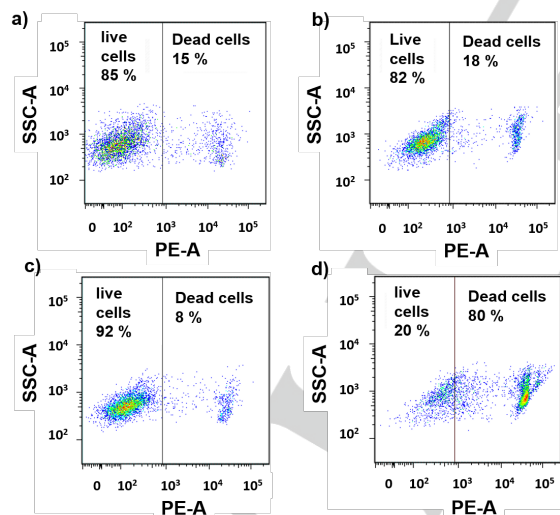 a)
live
cells
85 %
Dead cells
15 %
SSC-A
10⁵
10⁴
10³
10²
0 10² 10³ 10⁴ 10⁵
PE-A
b)
Live
cells
82 %
Dead cells
18 %
SSC-A
10⁵
10⁴
10³
10²
0 10² 10³ 10⁴ 10⁵
PE-A
c)
live
cells
92 %
Dead cells
8 %
SSC-A
10⁵
10⁴
10³
10²
0 10² 10³ 10⁴ 10⁵
PE-A
d)
live
cells
20 %
Dead cells
80 %
SSC-A
10⁵
10⁴
10³
10²
0 10² 10³ 10⁴ 10⁵
PE-A